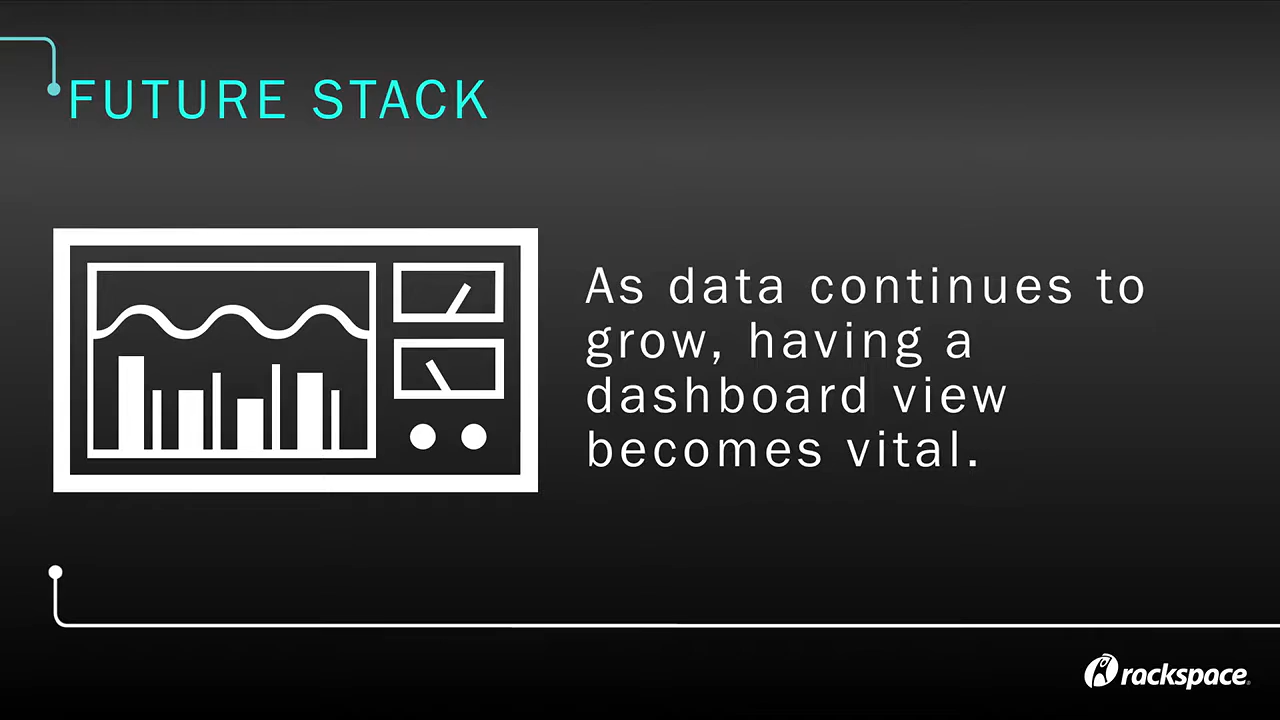 FUTURE STACK
As data continues to
grow, having a
dashboard view
becomes vital.
rackspace